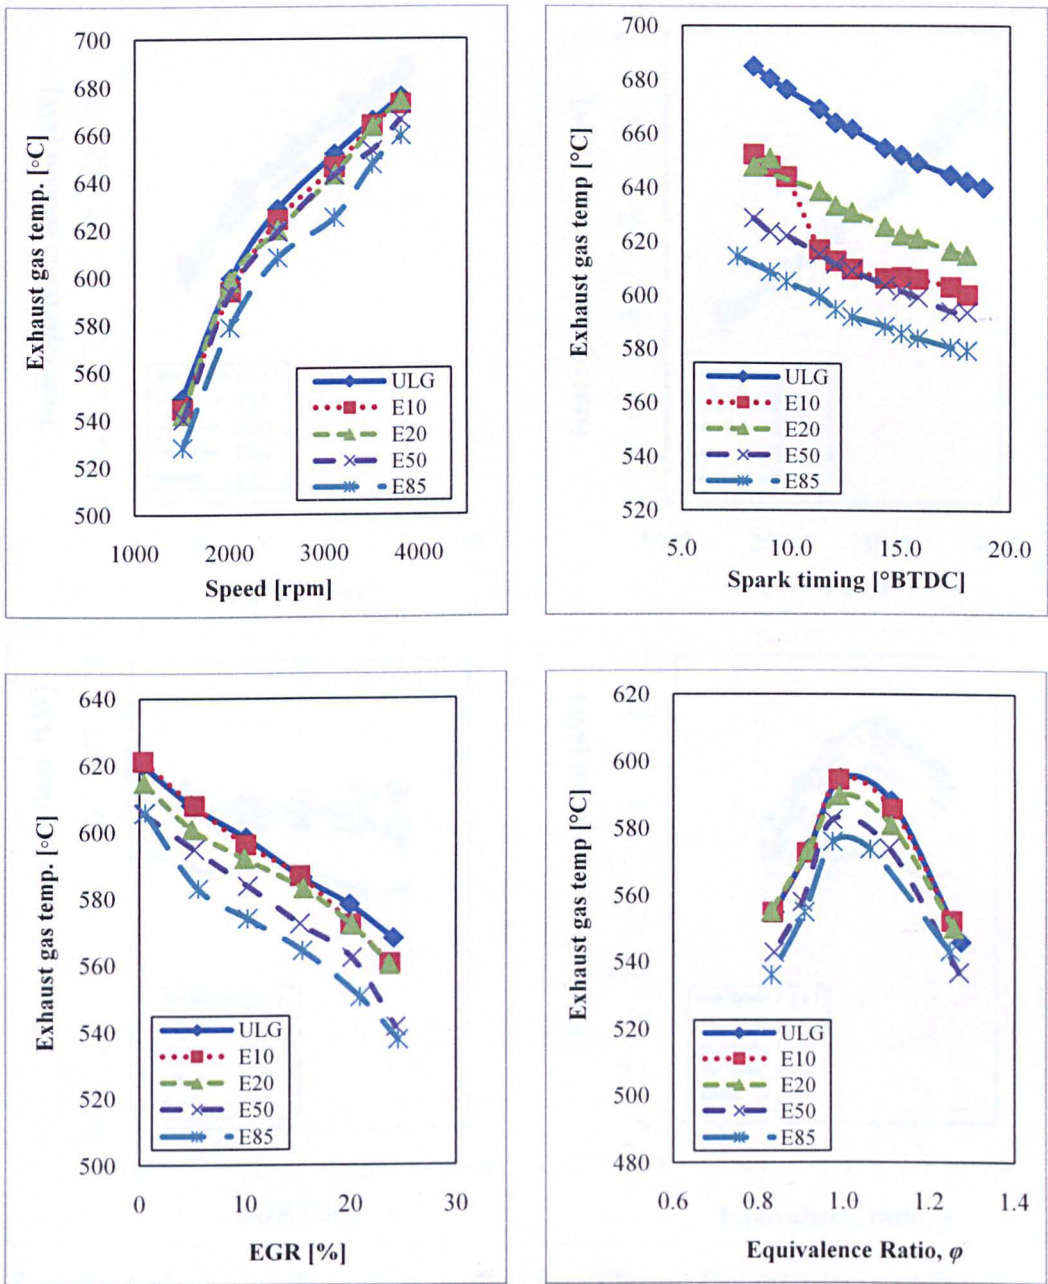 700
680
660
640
620
600
580
560
540
520
500
Exhaust gas temp. [°C]
ULG
E10
E20
E50
E85
1000 2000 3000 4000
Speed [rpm]
700
680
660
640
620
600
580
560
540
520
Exhaust gas temp [°C]
ULG
E10
E20
E50
E85
5.0 10.0 15.0 20.0
Spark timing [°BTDC]
640
620
600
580
560
540
520
500
Exhaust gas temp. [°C]
ULG
E10
E20
E50
E85
0 10 20 30
EGR [%]
620
600
580
560
540
520
500
480
Exhaust gas temp [°C]
ULG
E10
E20
E50
E85
0.6 0.8 1.0 1.2 1.4
Equivalence Ratio, φ